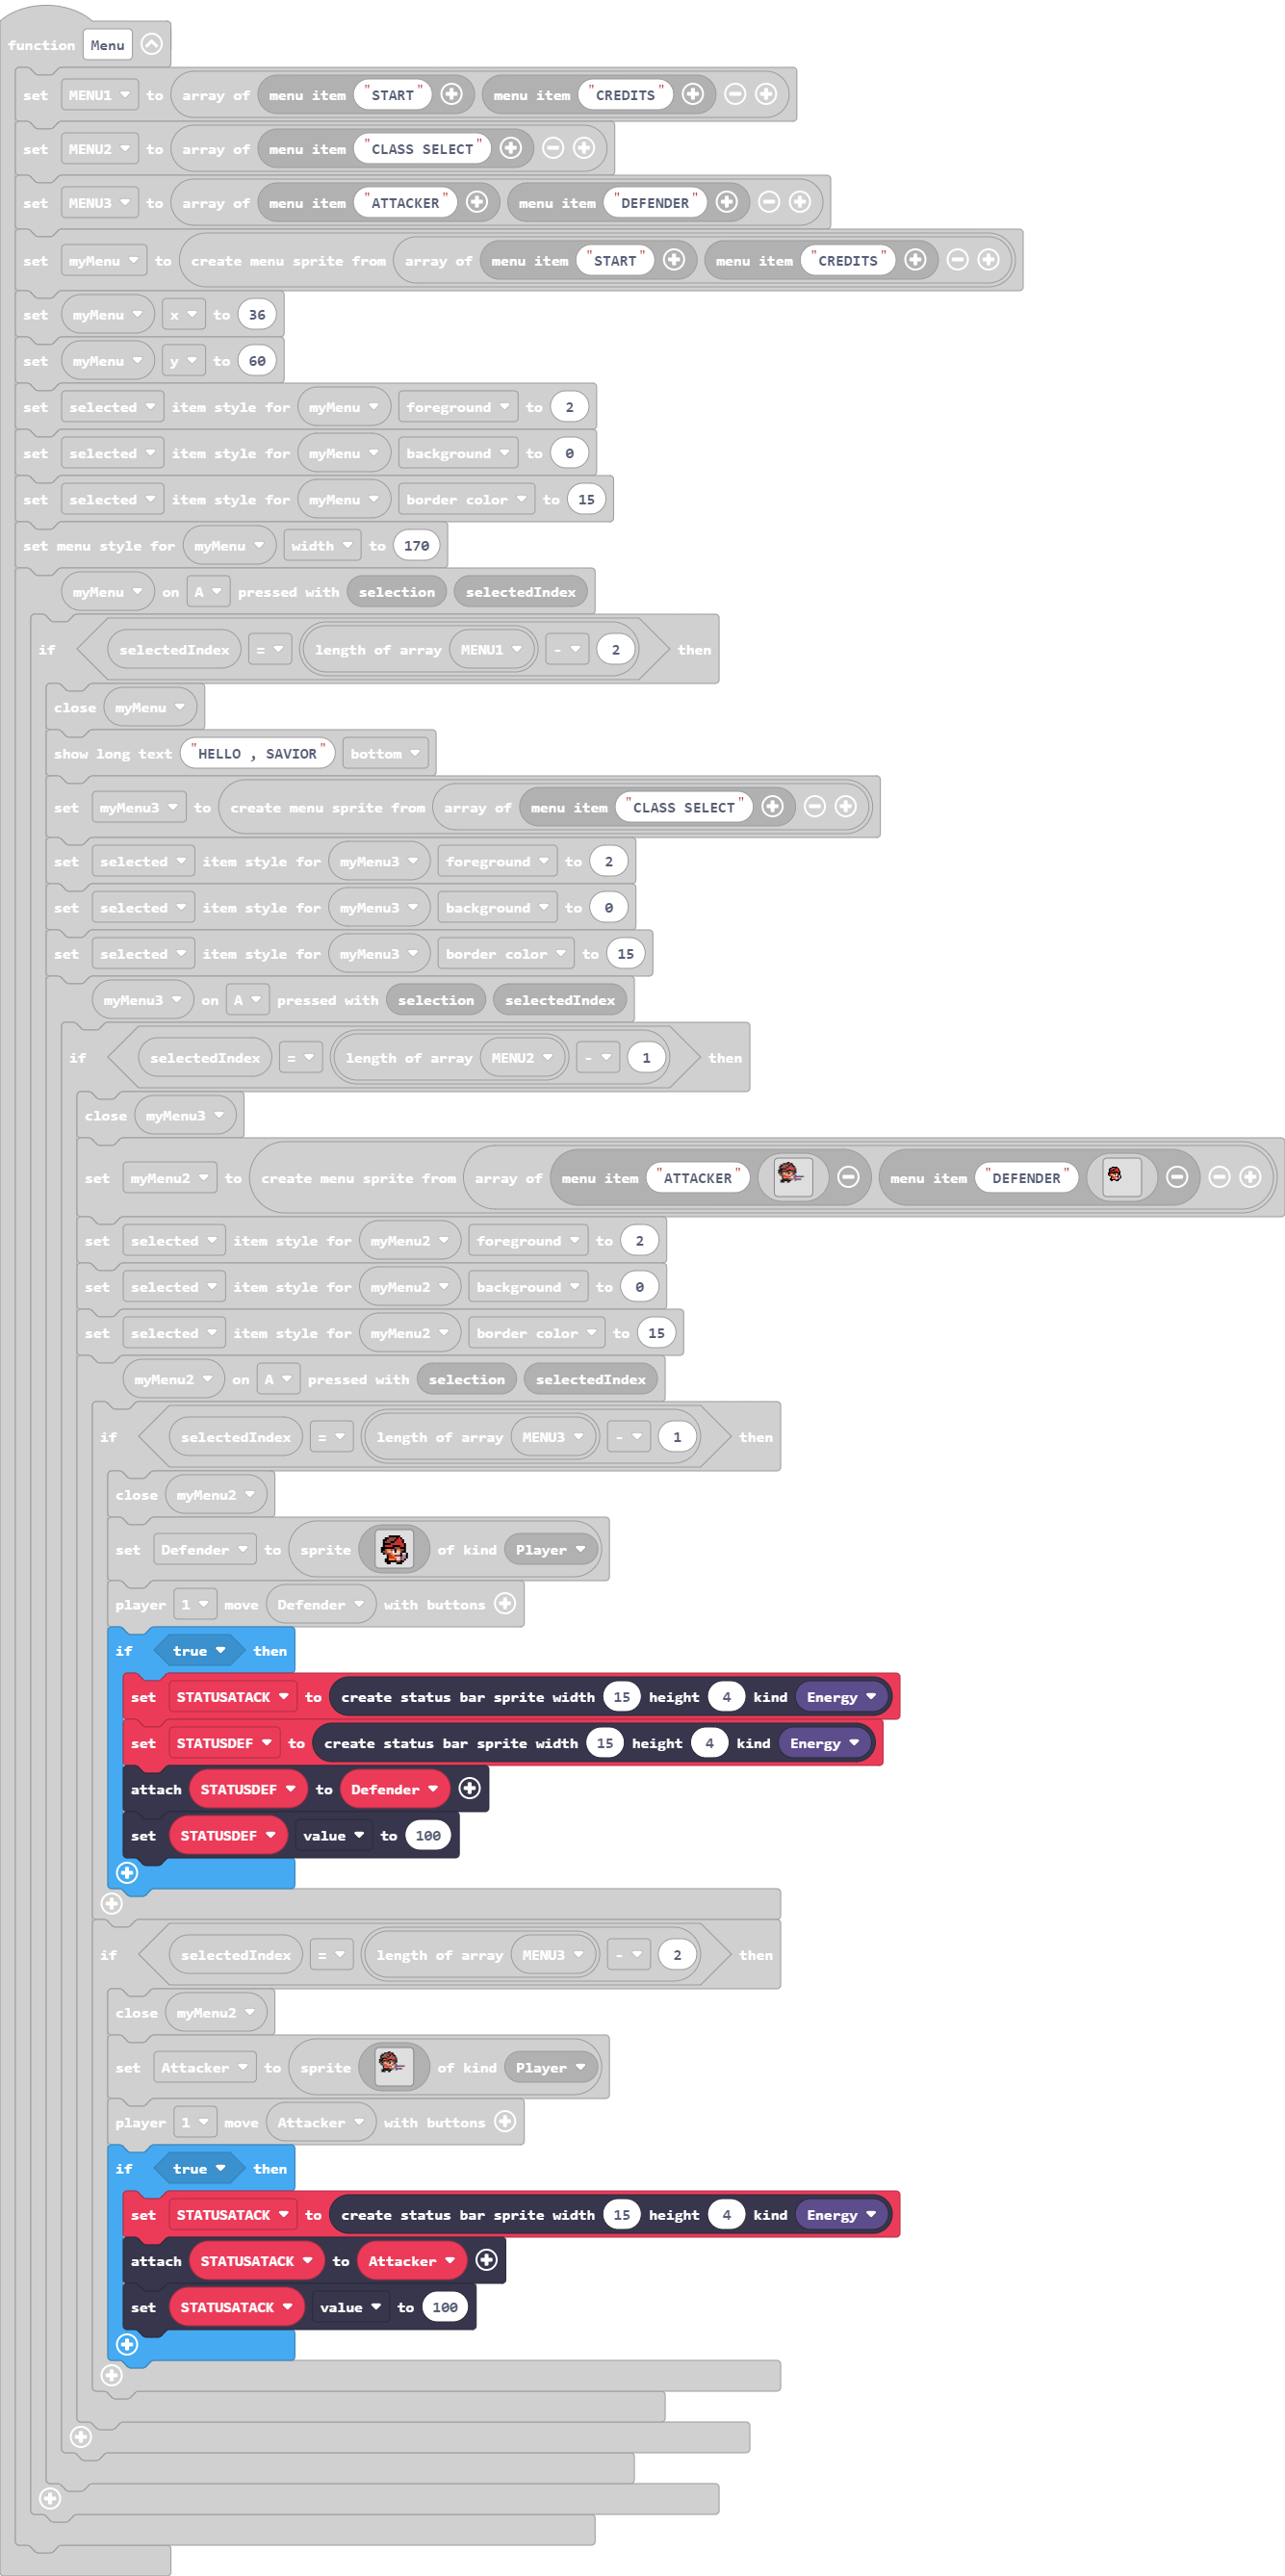 function Menu
set MENU1 to array of menu item "START" menu item "CREDITS"
set MENU2 to array of menu item "CLASS SELECT"
set MENU3 to array of menu item "ATTACKER" menu item "DEFENDER"
set myMenu to create menu sprite from array of menu item "START" menu item "CREDITS"
set myMenu x to 36
set myMenu y to 60
set selected item style for myMenu foreground to 2
set selected item style for myMenu background to 0
set selected item style for myMenu border color to 15
set menu style for myMenu width to 170
myMenu on A pressed with selection selectedIndex
if selectedIndex = length of array MENU1 - 2 then
close myMenu
show long text "HELLO , SAVIOR" bottom
set myMenu3 to create menu sprite from array of menu item "CLASS SELECT"
set selected item style for myMenu3 foreground to 2
set selected item style for myMenu3 background to 0
set selected item style for myMenu3 border color to 15
myMenu3 on A pressed with selection selectedIndex
if selectedIndex = length of array MENU2 - 1 then
close myMenu3
set myMenu2 to create menu sprite from array of menu item "ATTACKER" menu item "DEFENDER"
set selected item style for myMenu2 foreground to 2
set selected item style for myMenu2 background to 0
set selected item style for myMenu2 border color to 15
myMenu2 on A pressed with selection selectedIndex
if selectedIndex = length of array MENU3 - 1 then
close myMenu2
set Defender to sprite of kind Player
player 1 move Defender with buttons
if true then
set STATUSATACK to create status bar sprite width 15 height 4 kind Energy
set STATUSDEF to create status bar sprite width 15 height 4 kind Energy
attach STATUSDEF to Defender
set STATUSDEF value to 100
if selectedIndex = length of array MENU3 - 2 then
close myMenu2
set Attacker to sprite of kind Player
player 1 move Attacker with buttons
if true then
set STATUSATACK to create status bar sprite width 15 height 4 kind Energy
attach STATUSATACK to Attacker
set STATUSATACK value to 100